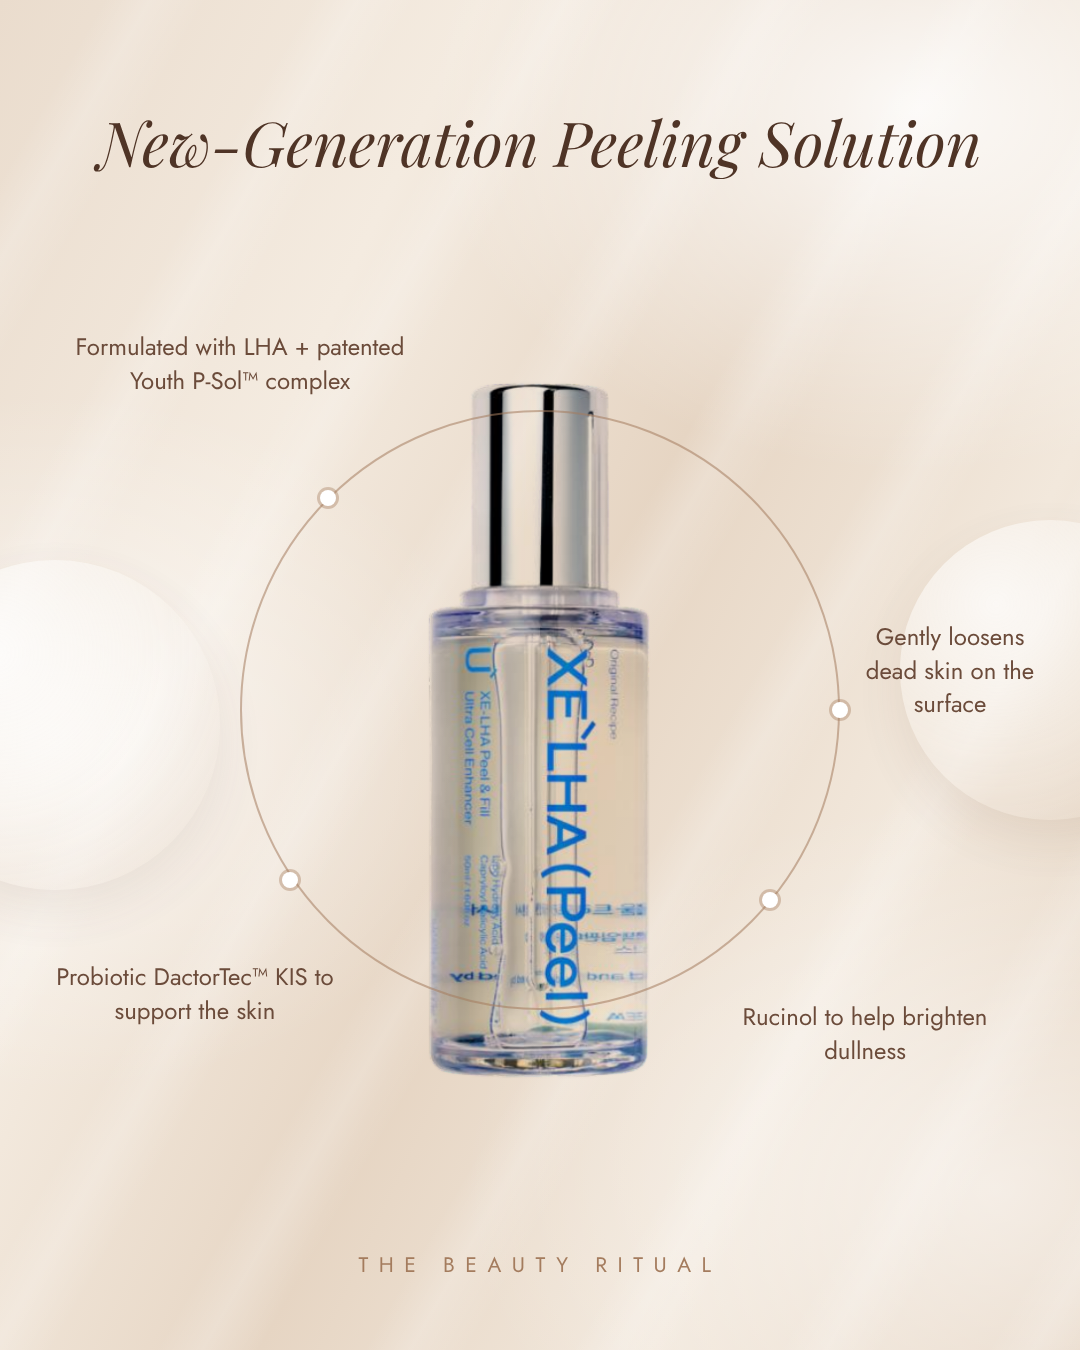 New-Generation Peeling Solution
Formulated with LHA + patented
Youth P-Sol™ complex
Gently loosens
dead skin on the
surface
Probiotic DactorTec™ KIS to
support the skin
Rucinol to help brighten
dullness
Original Recipe
XE`LHA (Peel)
U`
XE-LHA Peel & Fill
Ultra Cell Enhancer
THE BEAUTY RITUAL